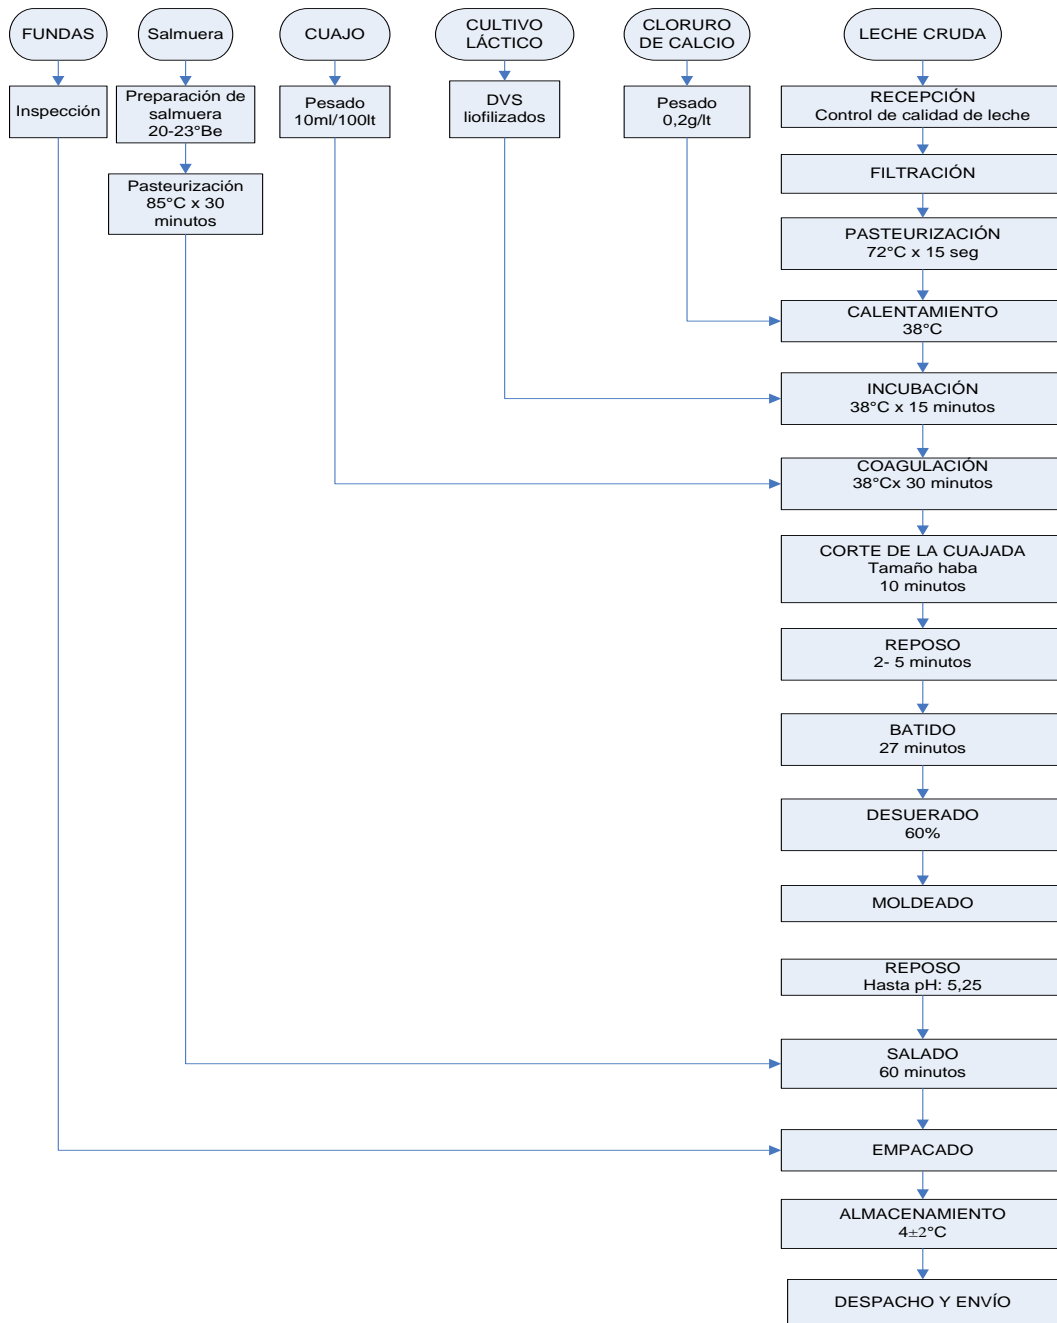 FUNDAS
Salmuera
CUAJO
CULTIVO
LÁCTICO
CLORURO
DE CALCIO
LECHE CRUDA
Inspección
Preparación de
salmuera
20-23°Be
Pesado
10ml/100lt
DVS
liofilizados
Pesado
0,2g/lt
RECEPCIÓN
Control de calidad de leche
Pasteurización
85°C x 30
minutos
FILTRACIÓN
PASTEURIZACIÓN
72°C x 15 seg
CALENTAMIENTO
38°C
INCUBACIÓN
38°C x 15 minutos
COAGULACIÓN
38°Cx 30 minutos
CORTE DE LA CUAJADA
Tamaño haba
10 minutos
REPOSO
2- 5 minutos
BATIDO
27 minutos
DESUERADO
60%
MOLDEADO
REPOSO
Hasta pH: 5,25
SALADO
60 minutos
EMPACADO
ALMACENAMIENTO
4±2°C
DESPACHO Y ENVÍO